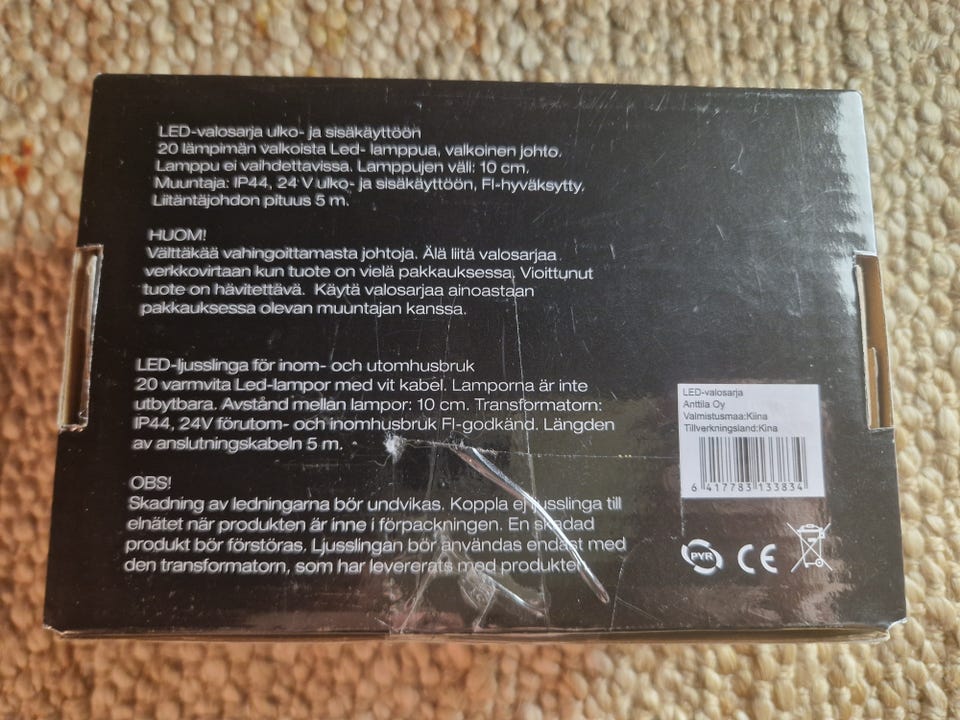 LED-valosarja ulko- ja sisäkäyttöön
20 lämpimän valkoista Led- lamppua, valkoinen johto.
Lamppu ei vaihdettavissa. Lamppujen väli: 10 cm.
Muuntaja: IP44, 24 V ulko- ja sisäkäyttöön, FI-hyväksytty.
Liitäntäjohdon pituus 5 m.
HUOM!
Välttäkää vahingoittamasta johtoja. Älä liitä valosarjaa
verkkovirtaan kun tuote on vielä pakkauksessa. Vioittunut
tuote on hävitettävä. Käytä valosarjaa ainoastaan
pakkauksessa olevan muuntajan kanssa.
LED-ljusslinga för inom- och utomhusbruk
20 varmvita Led-lampor med vit kabel. Lamporna är inte
utbytbara. Avstånd mellan lampor: 10 cm. Transformatorn:
IP44, 24V förutom- och inomhusbruk FI-godkänd. Längden
av anslutningskabeln 5 m.
OBS!
Skadning av ledningarna bör undvikas. Koppla ej ljusslinga till
elnätet när produkten är inne i förpackningen. En skadad
produkt bör förstöras. Ljusslingan bör användas endast med
den transformatorn, som har levererats med produkten
LED-valosarja
Anttila Oy
Valmistusmaa:Kiina
Tillverkningsland:Kina
6 417783 133834
PYR CE